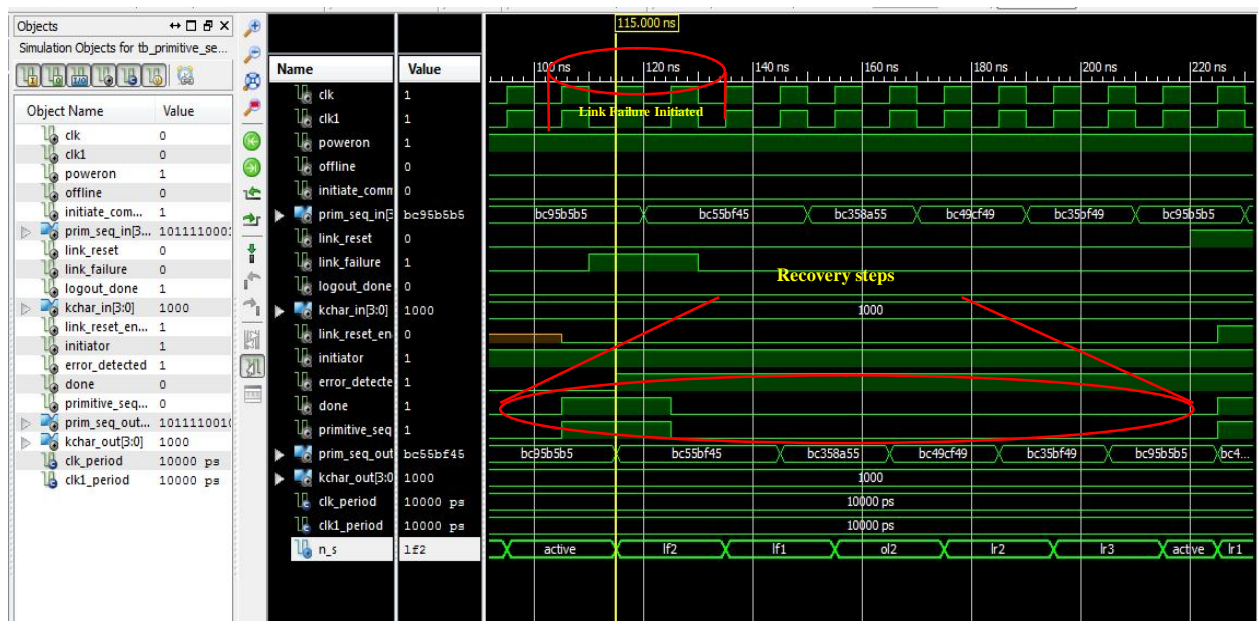 Objects
Simulation Objects for tb_primitive_se...
Object Name Value
clk 0
clk1 0
poweron 1
offline 0
initiate_com... 1
prim_seq_in[3... 101111000:
link_reset 0
link_failure 0
logout_done 1
kchar_in[3:0] 1000
link_reset_en... 1
initiator 1
error_detected 1
done 0
primitive_seq... 0
prim_seq_out... 101111001(
kchar_out[3:0] 1000
clk_period 10000 ps
clk1_period 10000 ps
Name Value
clk 1
clk1 1
poweron 1
offline 0
initiate_comm 0
prim_seq_in[3 bc95b5b5
link_reset 0
link_failure 1
logout_done 0
kchar_in[3:0] 1000
link_reset_en 0
initiator 1
error_detecte 1
done 1
primitive_seq 1
prim_seq_out bc55bf45
kchar_out[3:0 1000
clk_period 10000 ps
clk1_period 10000 ps
n_s lf2
115.000 ns
100 ns 120 ns 140 ns 160 ns 180 ns 200 ns 220 ns
Link Failure Initiated
bc95b5b5 bc55bf45 bc358a55 bc49cf49 bc35bf49 bc95b5b5
Recovery steps
1000
bc95b5b5 bc55bf45 bc358a55 bc49cf49 bc35bf49 bc95b5b5 bc4...
1000
10000 ps
10000 ps
active lf2 lf1 ol2 lr2 lr3 active lr1